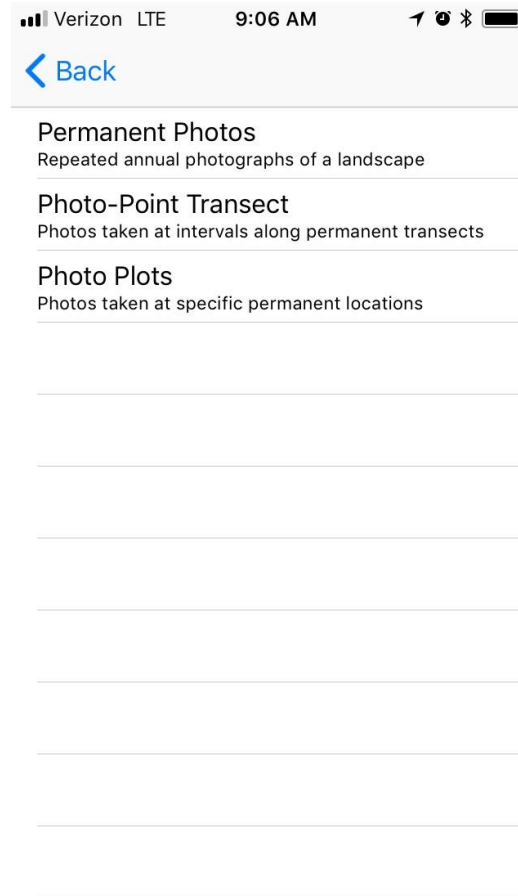 Verizon LTE 9:06 AM
Back
Permanent Photos
Repeated annual photographs of a landscape
Photo-Point Transect
Photos taken at intervals along permanent transects
Photo Plots
Photos taken at specific permanent locations